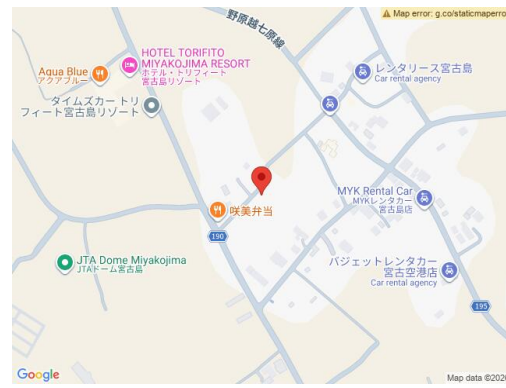 野原越七原線
Map error: g.co/staticmaperro
HOTEL TORIFITO
MIYAKOJIMA RESORT
ホテル・トリフィート
宮古島リゾート
Aqua Blue
アクアブルー
レンタリース宮古島
Car rental agency
タイムズカー トリ
フィート宮古島リゾート
MYK Rental Car
MYKレンタカー
宮古島店
咲美弁当
190
JTA Dome Miyakojima
JTAドーム宮古島
バジェットレンタカー
宮古空港店
Car rental agency
195
Google
Map data ©2026